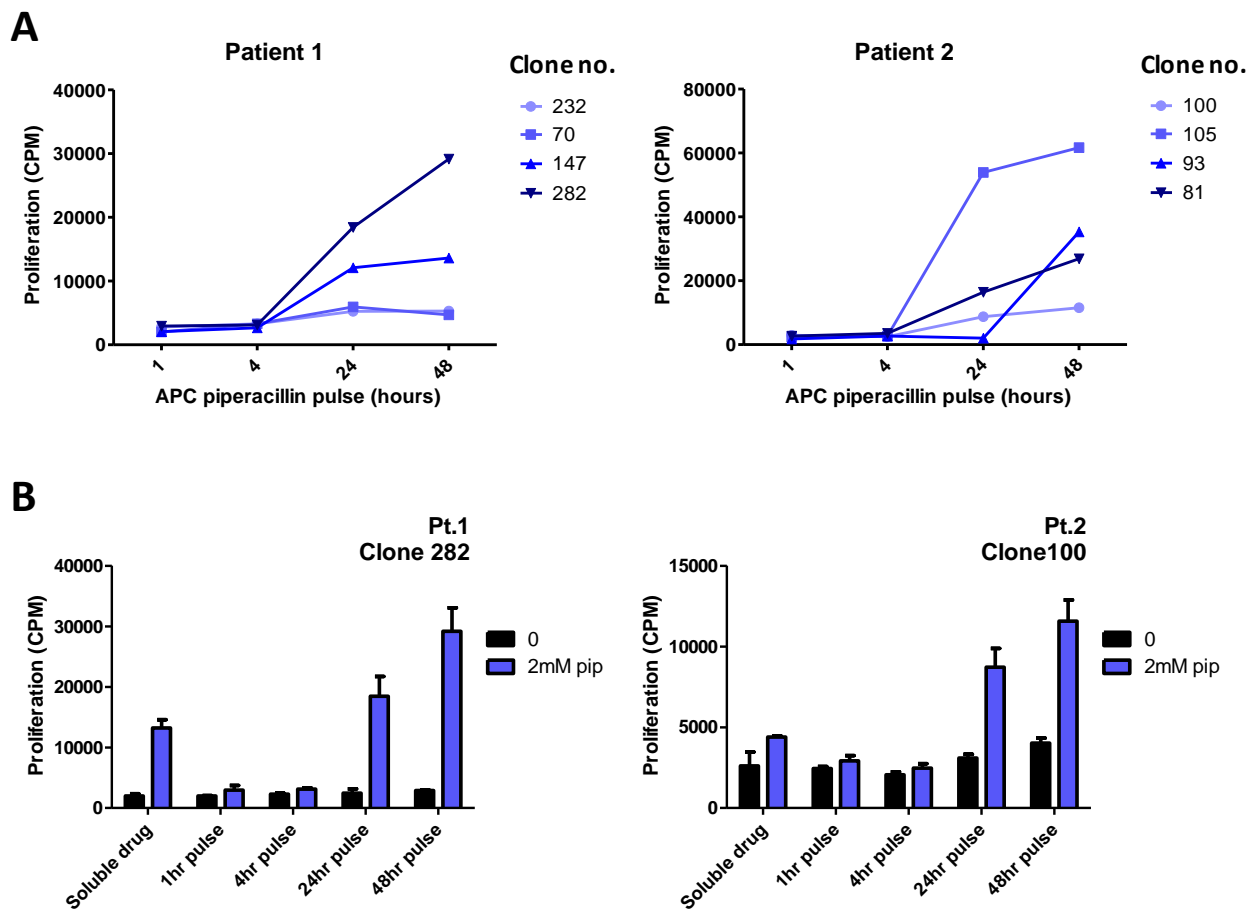 A
Patient 1
Clone no.
232
70
147
282
Proliferation (CPM)
40000
30000
20000
10000
0
1
4
24
48
APC piperacillin pulse (hours)
Patient 2
Clone no.
100
105
93
81
Proliferation (CPM)
80000
60000
40000
20000
0
1
4
24
48
APC piperacillin pulse (hours)
B
Pt.1
Clone 282
0
2mM pip
Proliferation (CPM)
40000
30000
20000
10000
0
Soluble drug
1hr pulse
4hr pulse
24hr pulse
48hr pulse
Pt.2
Clone100
0
2mM pip
Proliferation (CPM)
15000
10000
5000
0
Soluble drug
1hr pulse
4hr pulse
24hr pulse
48hr pulse